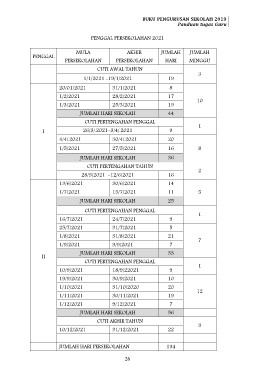 BUKU PENGURUSAN SEKOLAH 2019
Panduan tugas Guru
PENGGAL PERSEKOLAHAN 2021
PENGGAL MULA PERSEKOLAHAN AKHIR PERSEKOLAHAN JUMLAH HARI JUMLAH MINGGU
CUTI AWAL TAHUN 3
1/1/2021 -19/1/2021 19
I
20/01/2021 31/1/2021 8
1/2/2021 28/2/2021 17 10
1/3/2021 25/3/2021 19
JUMLAH HARI SEKOLAH 44
CUTI PERTENGAHAN PENGGAL 1
26/3/2021-3/4/2021 9
4/4/2021 30/4/2021 20
1/5/2021 27/5/2021 16 8
JUMLAH HARI SEKOLAH 36
CUTI PERTENGAHAN TAHUN 2
28/5/2021 -12/6/2021 16
II
13/6/2021 30/6/2021 14
1/7/2021 15/7/2021 11 5
JUMLAH HARI SEKOLAH 25
CUTI PERTENGAHAN PENGGAL 1
16/7/2021 24/7/2021 9
25/7/2021 31/7/2021 5
1/8/2021 31/8/2021 21 7
1/9/2021 9/9/2021 7
JUMLAH HARI SEKOLAH 33
CUTI PERTENGAHAN PENGGAL 1
10/9/2021 18/9/2021 9
19/9/2021 30/9/2021 10
1/10/2021 31/10/2020 20 12
1/11/2021 30/11/2021 19
1/12/2021 9/12/2021 7
JUMLAH HARI SEKOLAH 56
CUTI AKHIR TAHUN 3
10/12/2021 31/12/2021 22
JUMLAH HARI PERSEKOLAHAN 194
26